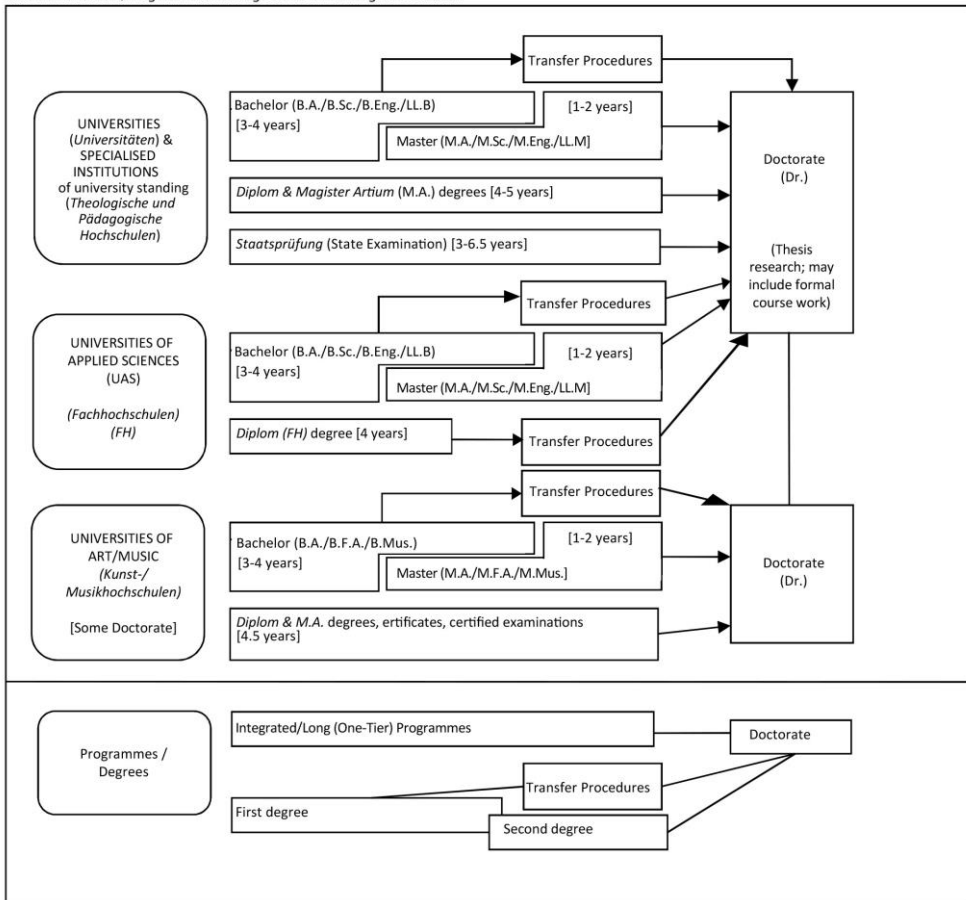 Transfer Procedures
UNIVERSITIES
(Universitäten) &
SPECIALISED
INSTITUTIONS
of university standing
(Theologische und
Pädagogische
Hochschulen)
Bachelor (B.A./B.Sc./B.Eng./LL.B)
[3-4 years]
[1-2 years]
Master (M.A./M.Sc./M.Eng./LL.M]
Diplom & Magister Artium (M.A.) degrees [4-5 years]
Staatsprüfung (State Examination) [3-6.5 years]
Doctorate
(Dr.)
(Thesis
research; may
include formal
course work)
Transfer Procedures
UNIVERSITIES OF
APPLIED SCIENCES
(UAS)
(Fachhochschulen)
(FH)
Bachelor (B.A./B.Sc./B.Eng./LL.B)
[3-4 years]
[1-2 years]
Master (M.A./M.Sc./M.Eng./LL.M]
Diplom (FH) degree [4 years]
Transfer Procedures
Transfer Procedures
UNIVERSITIES OF
ART/MUSIC
(Kunst-/
Musikhochschulen)
[Some Doctorate]
Bachelor (B.A./B.F.A./B.Mus.)
[3-4 years]
[1-2 years]
Master (M.A./M.F.A./M.Mus.]
Diplom & M.A. degrees, ertificates, certified examinations
[4.5 years]
Doctorate
(Dr.)
Programmes /
Degrees
Integrated/Long (One-Tier) Programmes
Doctorate
Transfer Procedures
First degree
Second degree